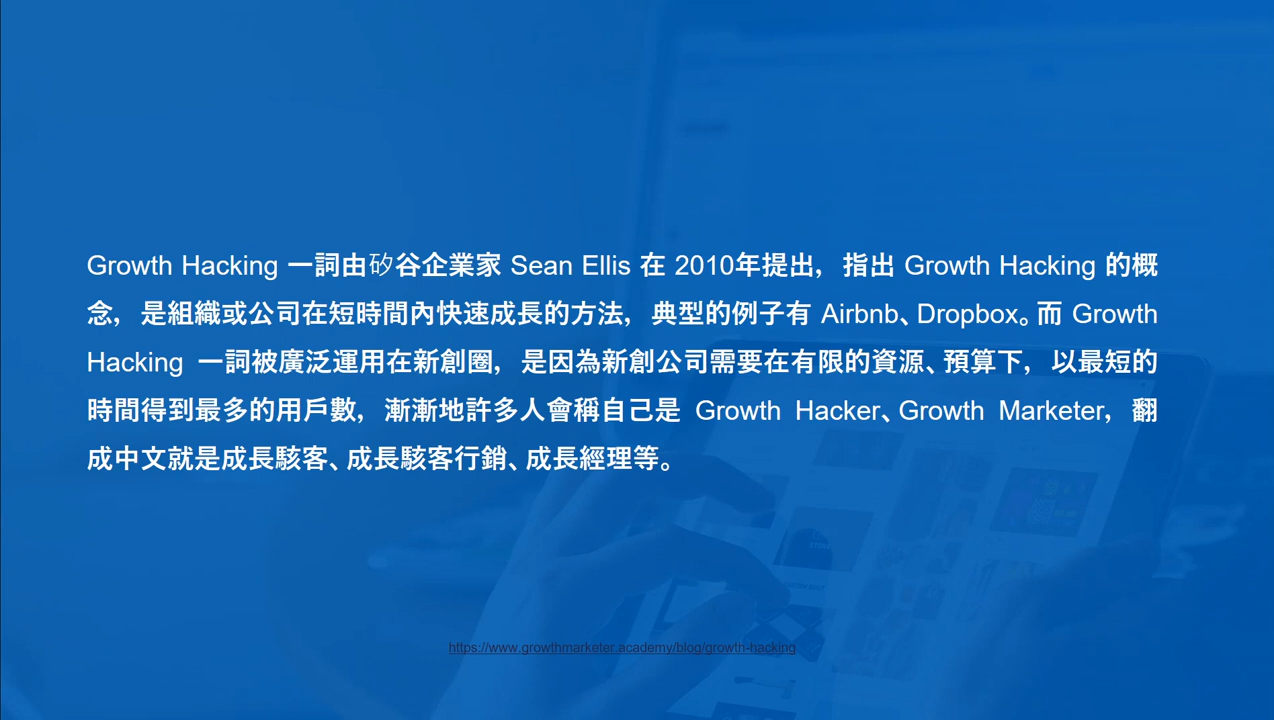 Growth Hacking 一詞由矽谷企業家 Sean Ellis 在 2010年提出，指出 Growth Hacking 的概
念，是組織或公司在短時間內快速成長的方法，典型的例子有 Airbnb、Dropbox。而 Growth
Hacking 一詞被廣泛運用在新創圈，是因為新創公司需要在有限的資源、預算下，以最短的
時間得到最多的用戶數，漸漸地許多人會稱自己是 Growth Hacker、Growth Marketer，翻
成中文就是成長駭客、成長駭客行銷、成長經理等。
https://www.growthmarketer.academy/blog/growth-hacking